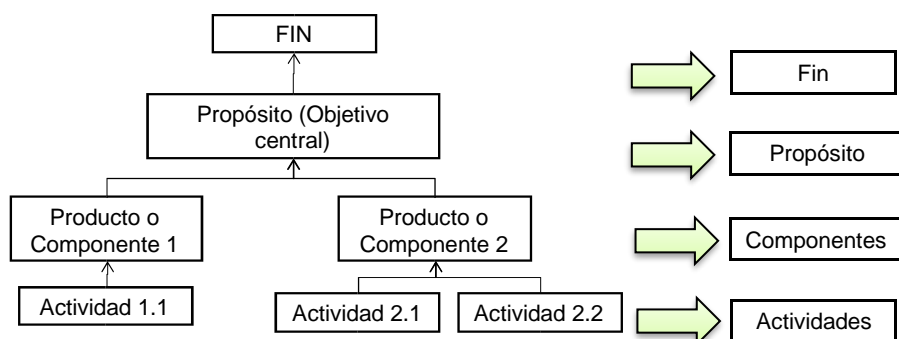 FIN
Fin
Propósito (Objetivo
central)
Propósito
Producto o
Componente 1
Producto o
Componente 2
Componentes
Actividad 1.1
Actividad 2.1
Actividad 2.2
Actividades